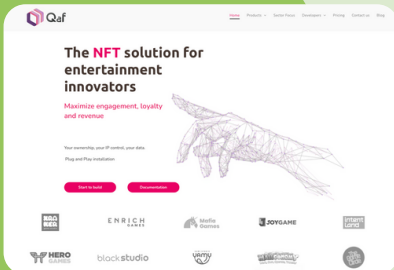 Qaf
Home Products Sector Focus Developers Pricing Contact us Blog
The NFT solution for
entertainment
innovators
Maximize engagement, loyalty
and revenue
Your ownership, your IP control, your data
Plug and Play installation
Start to build Documentation
ENRICH
GAMES
Mafia
Games
JOYGAME
HERO
GAMES
black studio